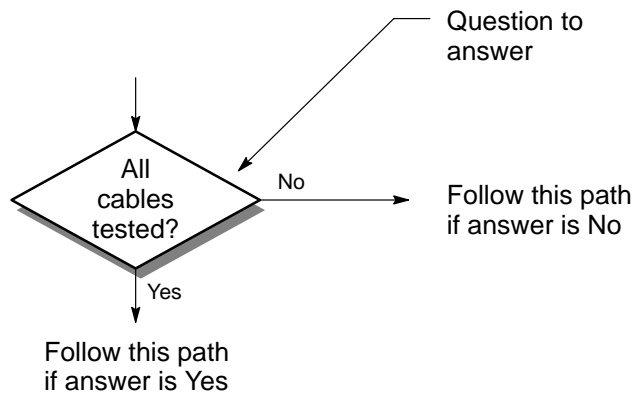 Question to
answer
All
cables
tested?
No
Follow this path
if answer is No
Yes
Follow this path
if answer is Yes